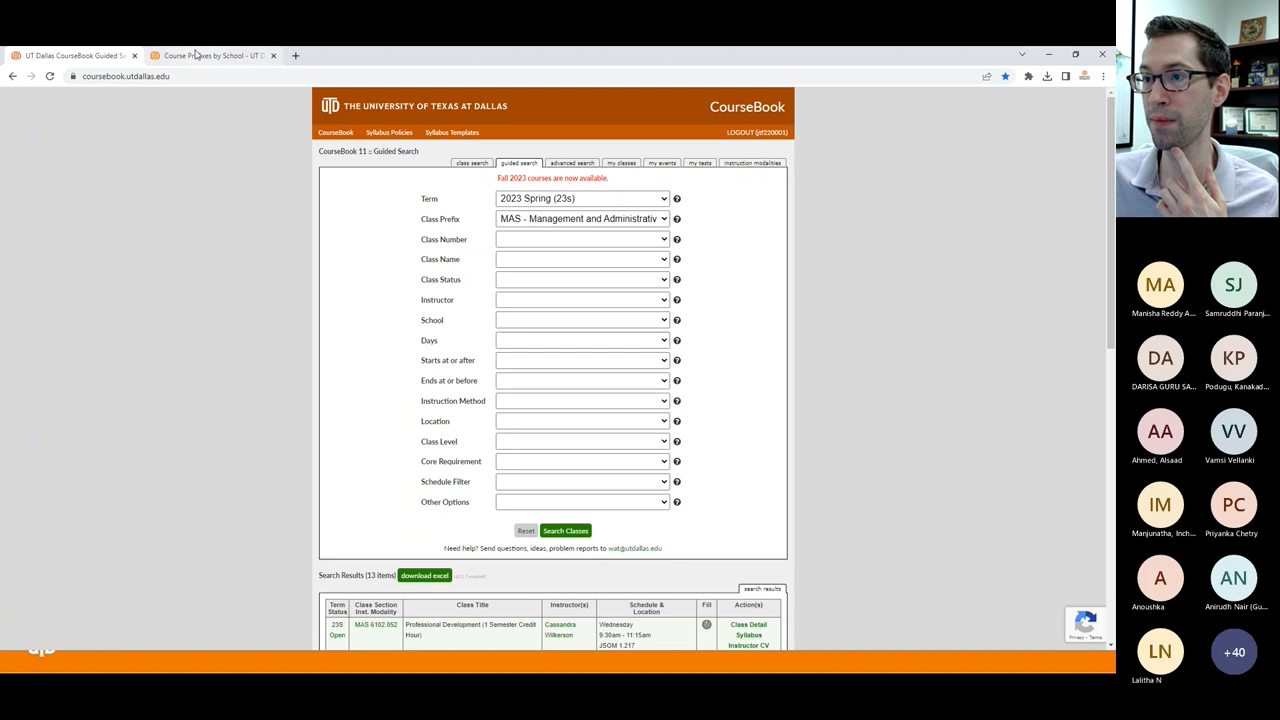 UT Dallas CourseBook Guided Se
Course Prefixes by School - UT D
coursebook.utdallas.edu
UTD THE UNIVERSITY OF TEXAS AT DALLAS
CourseBook
CourseBook
Syllabus Policies
Syllabus Templates
LOGOUT (jtf220001)
CourseBook 11 :: Guided Search
class search
guided search
advanced search
my classes
my events
my tests
instruction modalities
Fall 2023 courses are now available.
Term
2023 Spring (23s)
Class Prefix
MAS - Management and Administrativ
Class Number
Class Name
Class Status
Instructor
School
Days
Starts at or after
Ends at or before
Instruction Method
Location
Class Level
Core Requirement
Schedule Filter
Other Options
Reset
Search Classes
Need help? Send questions, ideas, problem reports to wat@utdallas.edu
Search Results (13 items)
download excel
search results
Term Status
Class Section Inst. Modality
Class Title
Instructor(s)
Schedule & Location
Fill
Action(s)
23S
Open
MAS 6102.052
Professional Development (1 Semester Credit
Hour)
Cassandra
Wilkerson
Wednesday
9:30am - 11:15am
JSOM 1.217
Class Detail
Syllabus
Instructor CV
Privacy - Terms
MA
Manisha Reddy A...
SJ
Samruddhi Paranj...
DA
DARISA GURU SA...
KP
Podugu, Kanakad...
AA
Ahmed, Alsaad
VV
Vamsi Vellanki
IM
Manjunatha, Inch...
PC
Priyanka Chetry
A
Anoushka
AN
Anirudh Nair (Gu...
LN
Lalitha N
+40